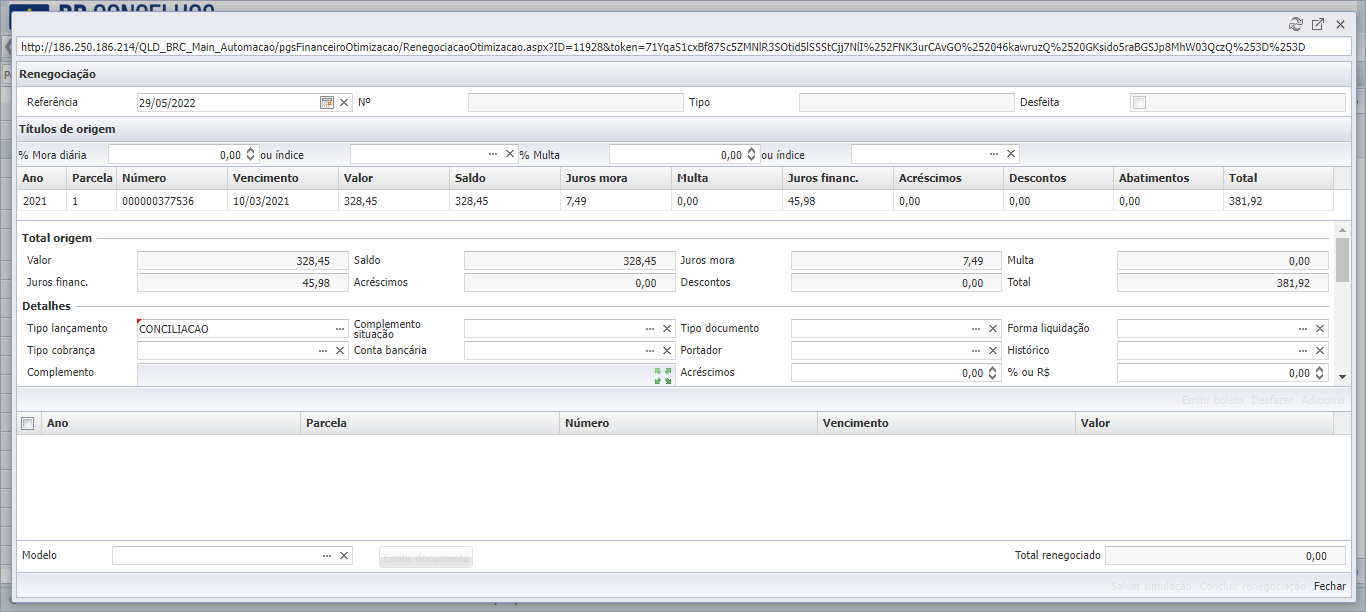 http://186.250.186.214/QLD_BRC_Main_Automacao/pgsFinanceiroOtimizacao/RenegociacaoOtimizacao.aspx?ID=11928&token=71YqaS1cxBf87Sc5ZMNlR3SOtid5lSSStCjj7NlI%252FNK3urCAvGO%252046kawruzQ%2520GKsido5raBGSJp8MhW03QczQ%253D%253D
Renegociação
Referência 29/05/2022 Nº Tipo Desfeita
Títulos de origem
% Mora diária 0,00 ou índice % Multa 0,00 ou índice
Ano Parcela Número Vencimento Valor Saldo Juros mora Multa Juros financ. Acréscimos Descontos Abatimentos Total
2021 1 000000377536 10/03/2021 328,45 328,45 7,49 0,00 45,98 0,00 0,00 0,00 381,92
Total origem
Valor 328,45 Saldo 328,45 Juros mora 7,49 Multa 0,00
Juros financ. 45,98 Acréscimos 0,00 Descontos 0,00 Total 381,92
Detalhes
Tipo lançamento CONCILIACAO Complemento situação Tipo documento Forma liquidação
Tipo cobrança Conta bancária Portador Histórico
Complemento Acréscimos 0,00 % ou R$ 0,00
Emitir boleto Desfazer Adicionar
Ano Parcela Número Vencimento Valor
Modelo Emitir documento Total renegociado 0,00
Salvar simulação Concluir renegociação Fechar